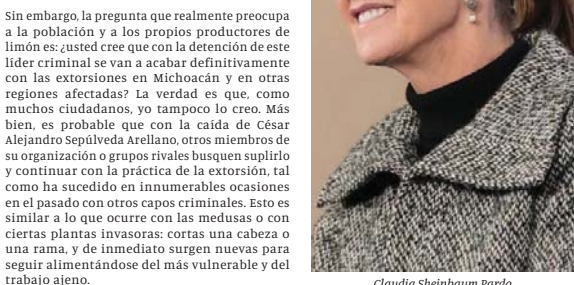 Sin embargo, la pregunta que realmente preocupa
a la población y a los propios productores de
limón es: ¿usted cree que con la detención de este
líder criminal se van a acabar definitivamente
con las extorsiones en Michoacán y en otras
regiones afectadas? La verdad es que, como
muchos ciudadanos, yo tampoco lo creo. Más
bien, es probable que con la caída de César
Alejandro Sepúlveda Arellano, otros miembros de
su organización o grupos rivales busquen suplirlo
y continuar con la práctica de la extorsión, tal
como ha sucedido en innumerables ocasiones
en el pasado con otros capos criminales. Esto es
similar a lo que ocurre con las medusas o con
ciertas plantas invasoras: cortas una cabeza o
una rama, y de inmediato surgen nuevas para
seguir alimentándose del más vulnerable y del
trabajo ajeno.
Claudia Sheinbaum Pardo